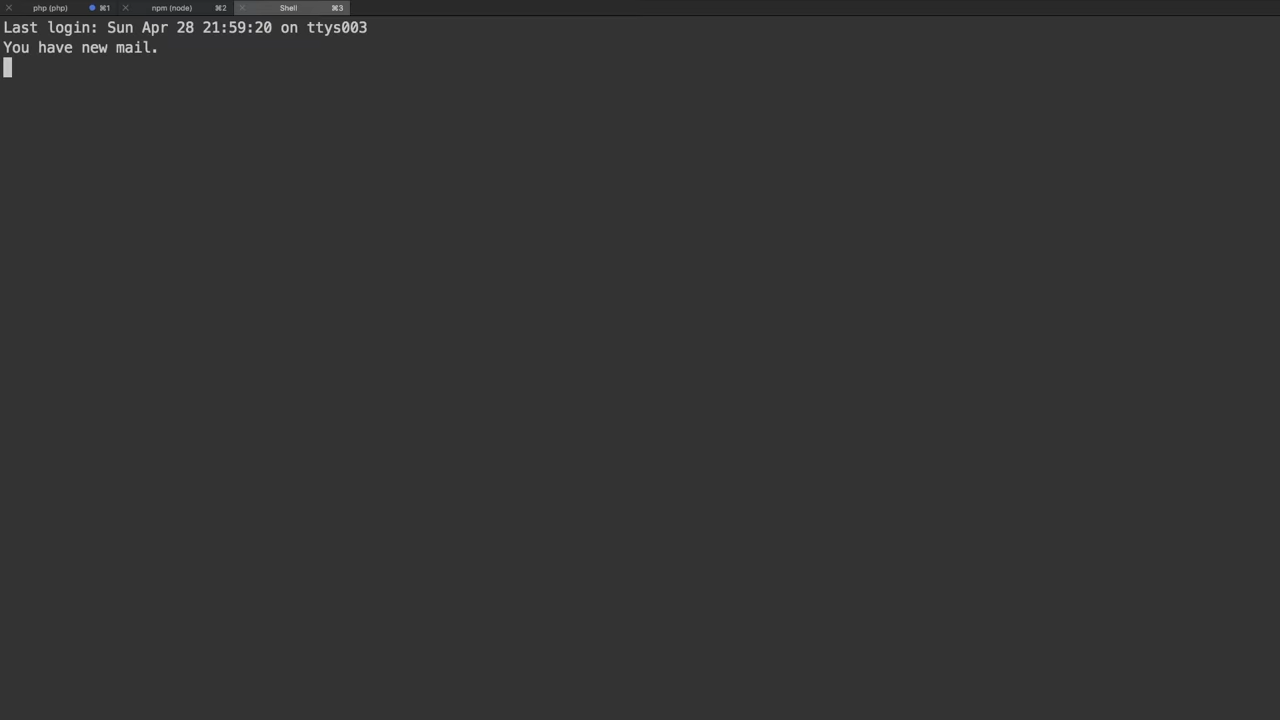 php (php) ⌘1 npm (node) ⌘2 Shell ⌘3
Last login: Sun Apr 28 21:59:20 on ttys003
You have new mail.